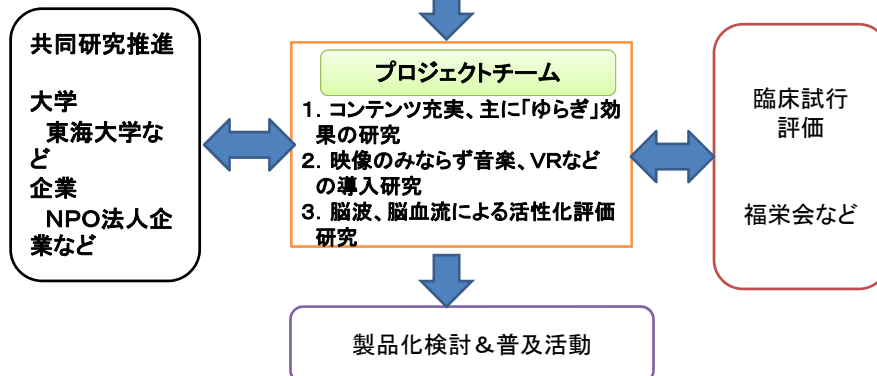 共同研究推進
大学
東海大学な
ど
企業
NPO法人企
業など
プロジェクトチーム
1．コンテンツ充実、主に「ゆらぎ」効
果の研究
2．映像のみならず音楽、VRなど
の導入研究
3．脳波、脳血流による活性化評価
研究
臨床試行
評価
福栄会など
製品化検討＆普及活動